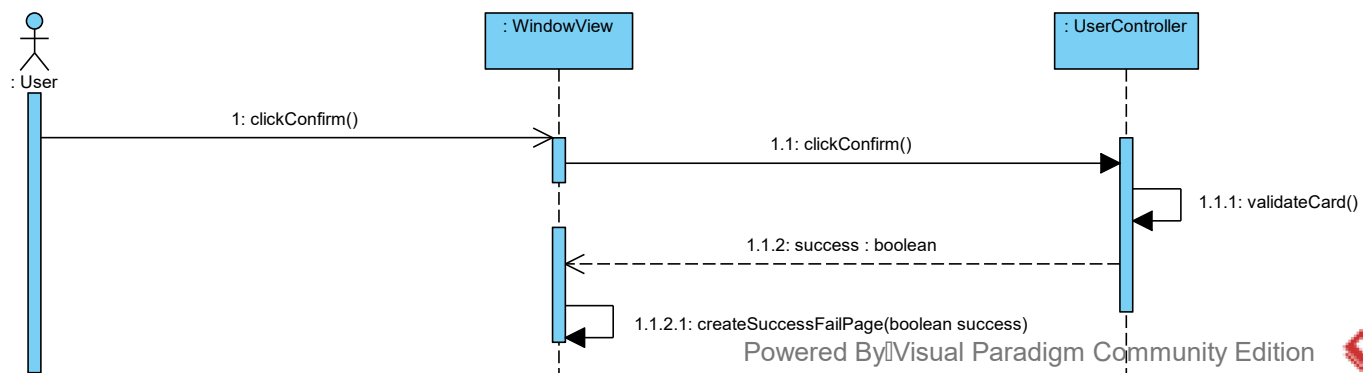 : User
: WindowView
: UserController
1: clickConfirm()
1.1: clickConfirm()
1.1.1: validateCard()
1.1.2: success : boolean
1.1.2.1: createSuccessFailPage(boolean success)
Powered By▯Visual Paradigm Community Edition